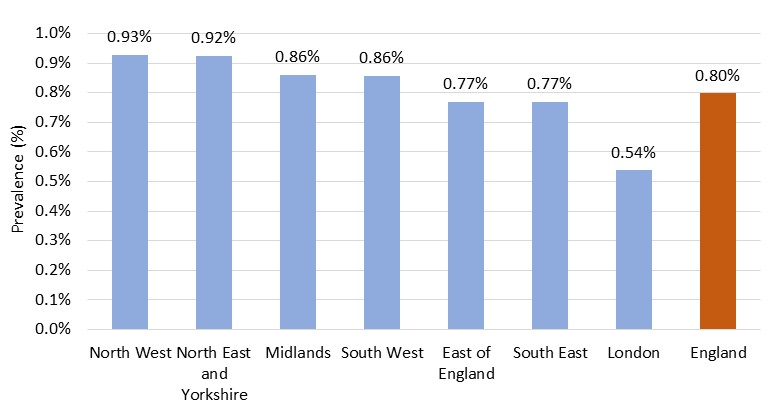 Prevalence (%)
1.0%
0.9%
0.8%
0.7%
0.6%
0.5%
0.4%
0.3%
0.2%
0.1%
0.0%
0.93%
0.92%
0.86%
0.86%
0.77%
0.77%
0.54%
0.80%
North West
North East
and
Yorkshire
Midlands
South West
East of
England
South East
London
England